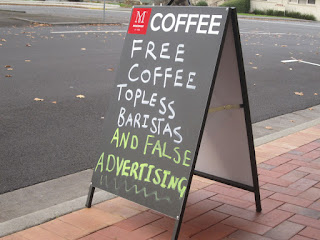 M
COFFEE
FREE
COFFEE
TOPLESS
BARISTAS
AND FALSE
ADVERTISING